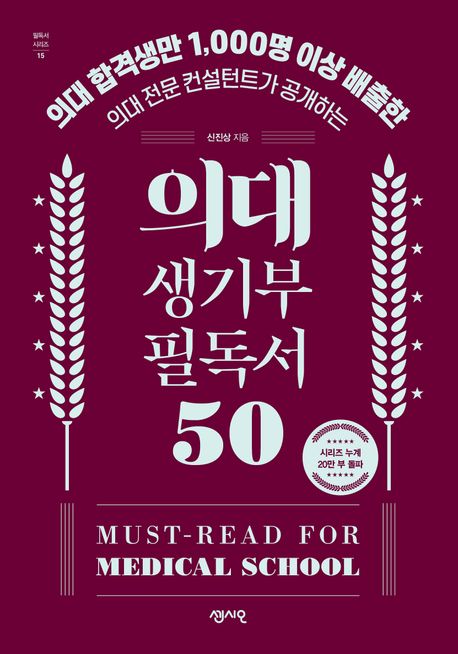 필독서
시리즈
15
의대 합격생만 1,000명 이상 배출한
의대 전문 컨설턴트가 공개하는
신진상 지음
의대
생기부
필독서
50
★★★★★
시리즈 누계
20만 부 돌파
★★★★★
MUST-READ FOR
MEDICAL SCHOOL
센시오